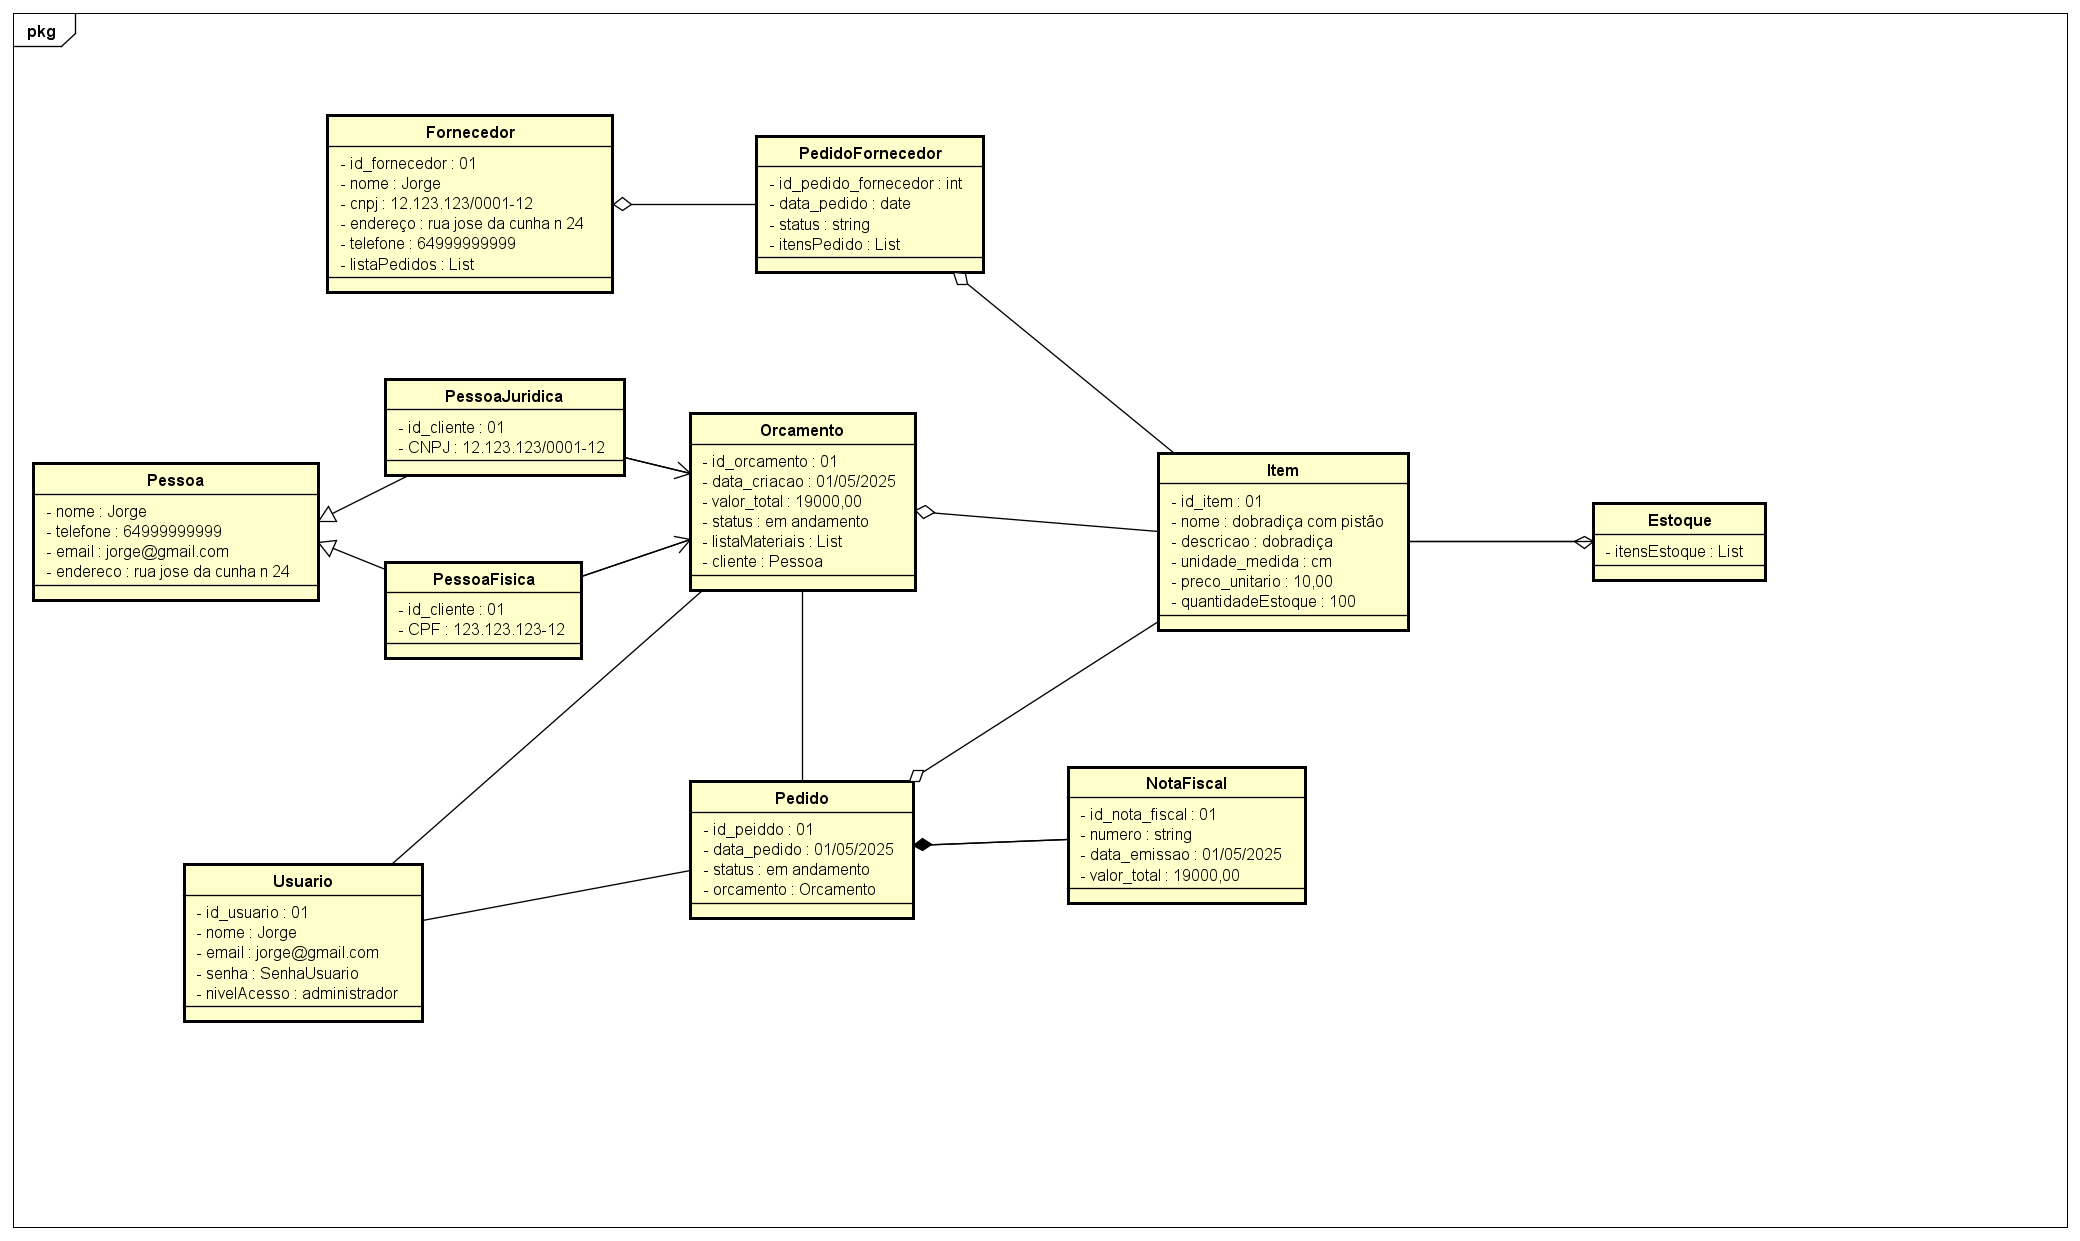 pkg
Fornecedor
- id_fornecedor : 01
- nome : Jorge
- cnpj : 12.123.123/0001-12
- endereço : rua jose da cunha n 24
- telefone : 64999999999
- listaPedidos : List
PedidoFornecedor
- id_pedido_fornecedor : int
- data_pedido : date
- status : string
- itensPedido : List
PessoaJuridica
- id_cliente : 01
- CNPJ : 12.123.123/0001-12
Orcamento
- id_orcamento : 01
- data_criacao : 01/05/2025
- valor_total : 19000,00
- status : em andamento
- listaMateriais : List
- cliente : Pessoa
Pessoa
- nome : Jorge
- telefone : 64999999999
- email : jorge@gmail.com
- endereco : rua jose da cunha n 24
PessoaFisica
- id_cliente : 01
- CPF : 123.123.123-12
Item
- id_item : 01
- nome : dobradiça com pistão
- descricao : dobradiça
- unidade_medida : cm
- preco_unitario : 10,00
- quantidadeEstoque : 100
Estoque
- itensEstoque : List
Pedido
- id_peiddo : 01
- data_pedido : 01/05/2025
- status : em andamento
- orcamento : Orcamento
NotaFiscal
- id_nota_fiscal : 01
- numero : string
- data_emissao : 01/05/2025
- valor_total : 19000,00
Usuario
- id_usuario : 01
- nome : Jorge
- email : jorge@gmail.com
- senha : SenhaUsuario
- nivelAcesso : administrador